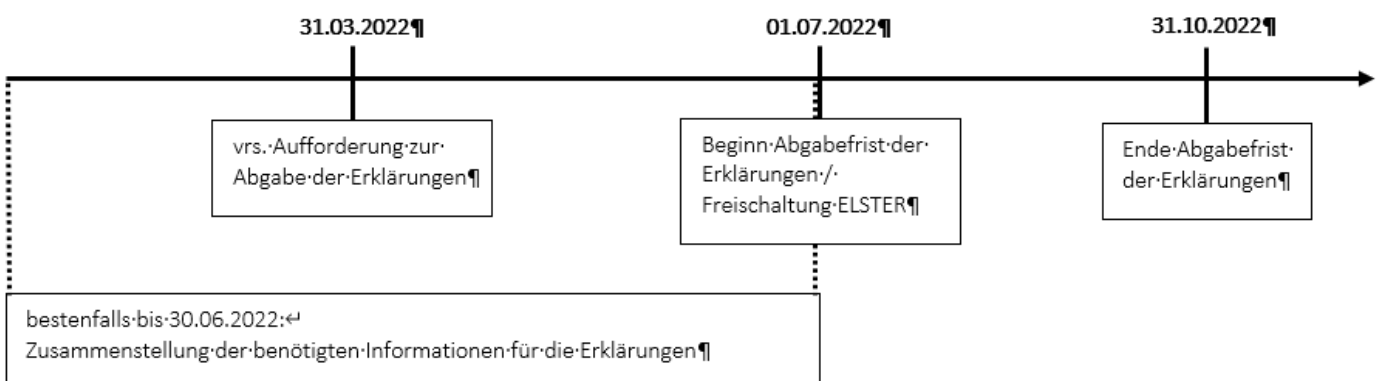 31.03.2022¶
01.07.2022¶
31.10.2022¶
vrs.·Aufforderung·zur·
Abgabe·der·Erklärungen¶
Beginn·Abgabefrist·der·
Erklärungen·/·
Freischaltung·ELSTER¶
Ende·Abgabefrist·
der·Erklärungen¶
bestenfalls·bis·30.06.2022:↵
Zusammenstellung·der·benötigten·Informationen·für·die·Erklärungen¶